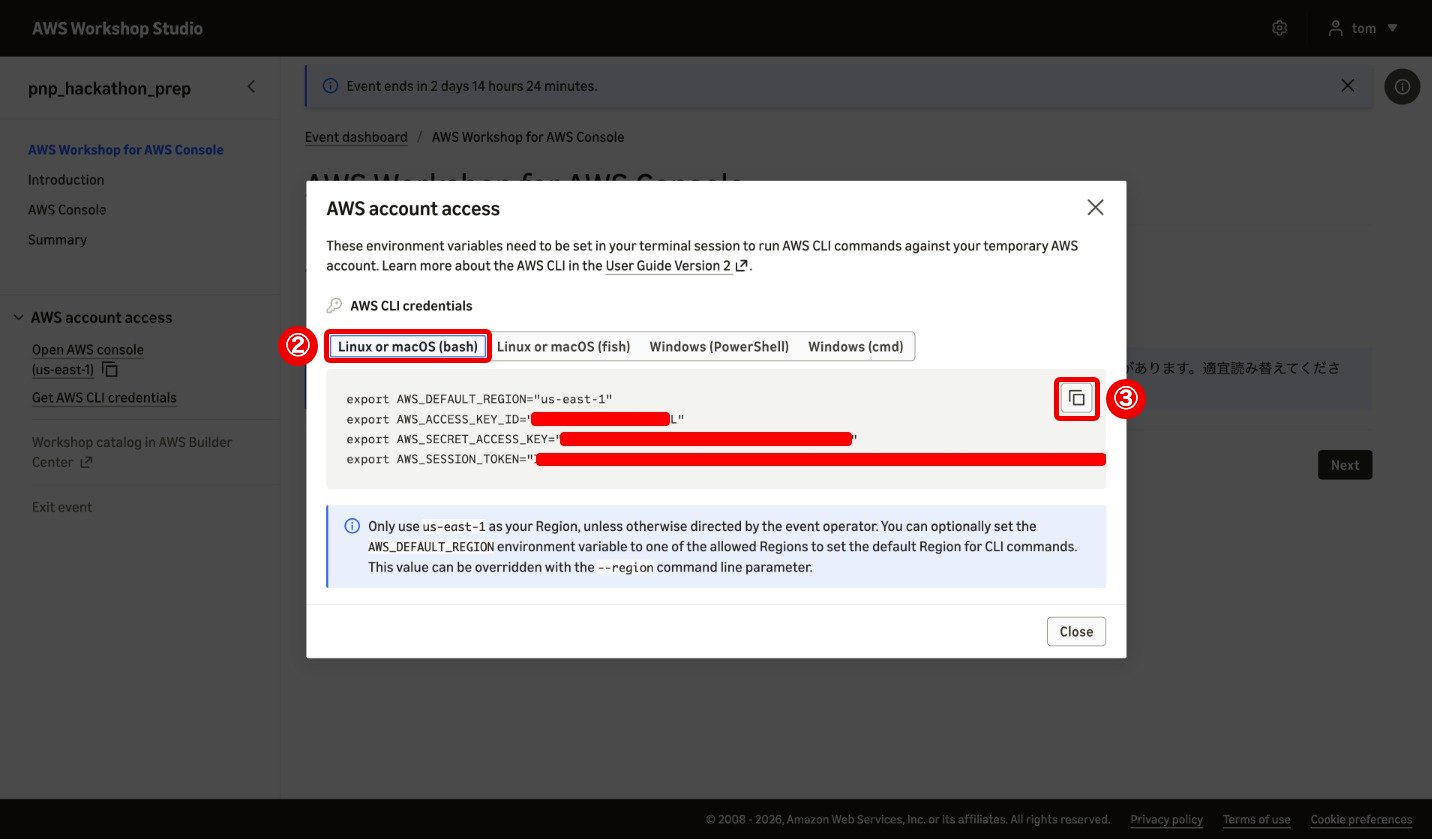 AWS Workshop Studio
tom
pnp_hackathon_prep
Event ends in 2 days 14 hours 24 minutes.
Event dashboard / AWS Workshop for AWS Console
AWS Workshop for AWS Console
AWS Workshop for AWS Console
Introduction
AWS Console
Summary
AWS account access
Open AWS console
(us-east-1)
Get AWS CLI credentials
Workshop catalog in AWS Builder
Center
Exit event
AWS account access
These environment variables need to be set in your terminal session to run AWS CLI commands against your temporary AWS
account. Learn more about the AWS CLI in the User Guide Version 2.
AWS CLI credentials
②
Linux or macOS (bash) Linux or macOS (fish) Windows (PowerShell) Windows (cmd)
export AWS_DEFAULT_REGION="us-east-1"
export AWS_ACCESS_KEY_ID=" L"
export AWS_SECRET_ACCESS_KEY=" "
export AWS_SESSION_TOKEN="
③
Only use us-east-1 as your Region, unless otherwise directed by the event operator. You can optionally set the
AWS_DEFAULT_REGION environment variable to one of the allowed Regions to set the default Region for CLI commands.
This value can be overridden with the --region command line parameter.
Close
があります。適宜読み替えてくださ
Next
© 2008 - 2026, Amazon Web Services, Inc. or its affiliates. All rights reserved. Privacy policy Terms of use Cookie preferences